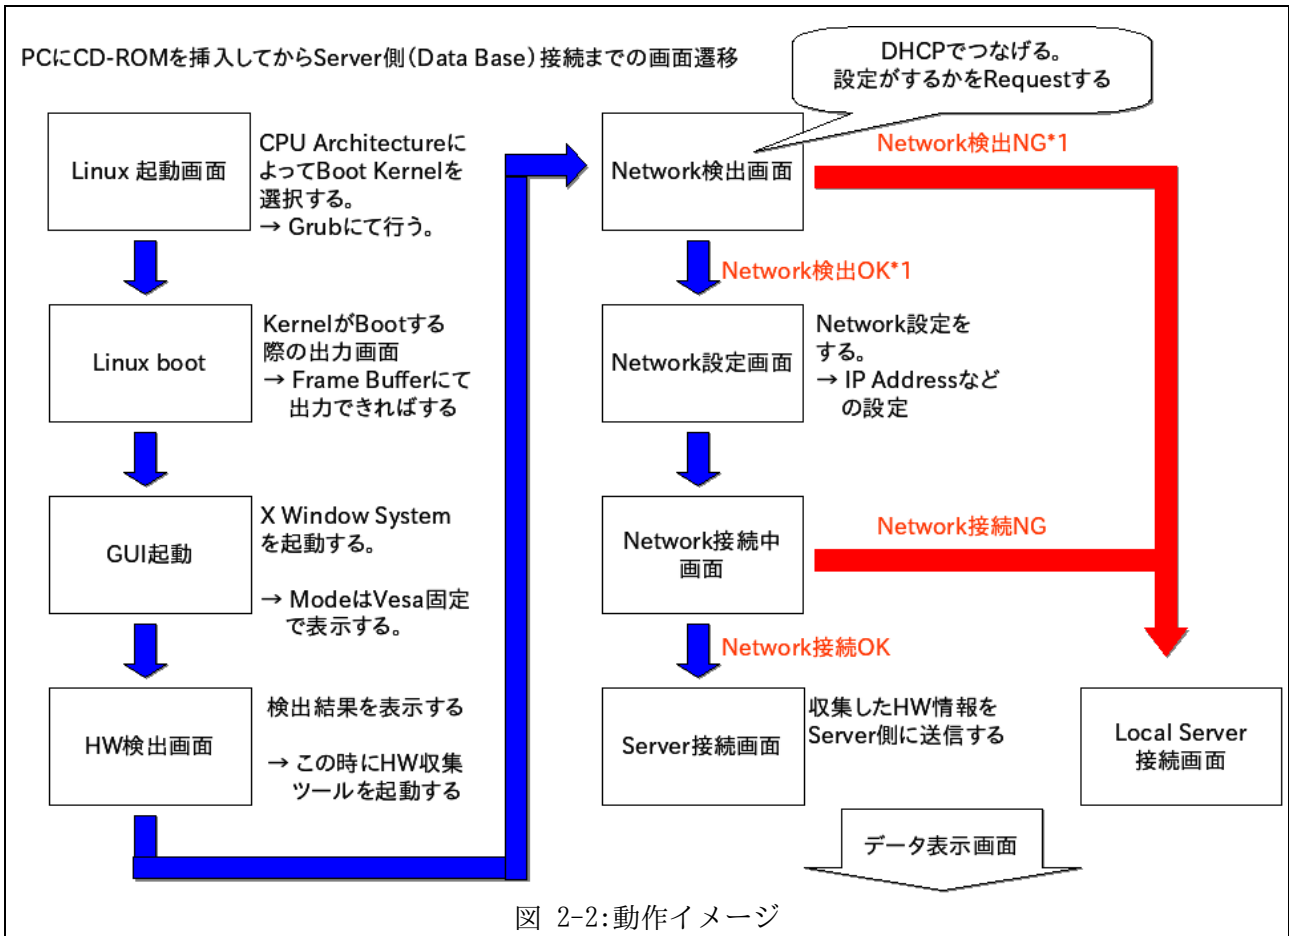 PCにCD-ROMを挿入してからServer側(Data Base)接続までの画面遷移
DHCPでつなげる。
設定がするかをRequestする
Linux 起動画面
CPU Architectureに
よってBoot Kernelを
選択する。
→ Grubにて行う。
Linux boot
KernelがBootする
際の出力画面
→ Frame Bufferにて
出力できればする
GUI起動
X Window System
を起動する。
→ ModeはVesa固定
で表示する。
HW検出画面
検出結果を表示する
→ この時にHW収集
ツールを起動する
Network検出画面
Network検出NG*1
Network検出OK*1
Network設定画面
Network設定を
する。
→ IP Addressなど
の設定
Network接続中
画面
Network接続NG
Network接続OK
Server接続画面
収集したHW情報を
Server側に送信する
Local Server
接続画面
データ表示画面
図 2-2:動作イメージ